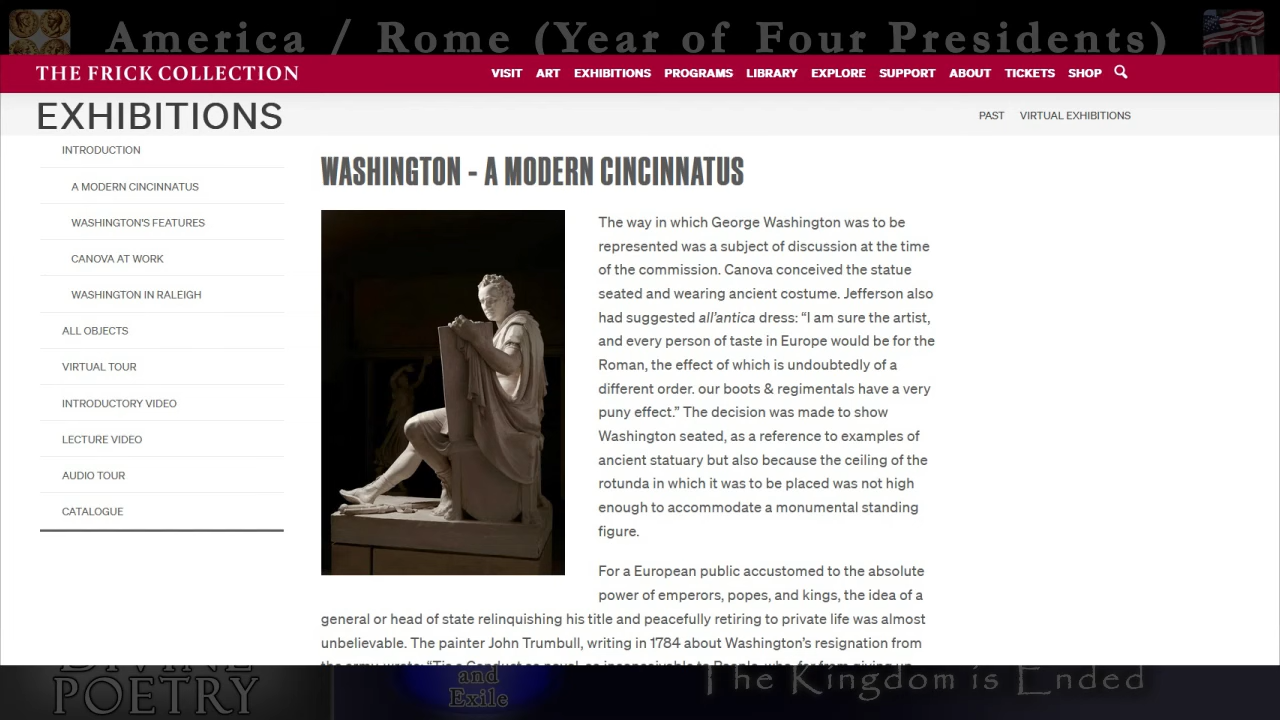 America / Rome (Year of Four Presidents)
THE FRICK COLLECTION
VISIT ART EXHIBITIONS PROGRAMS LIBRARY EXPLORE SUPPORT ABOUT TICKETS SHOP
EXHIBITIONS
PAST VIRTUAL EXHIBITIONS
INTRODUCTION
A MODERN CINCINNATUS
WASHINGTON'S FEATURES
CANOVA AT WORK
WASHINGTON IN RALEIGH
ALL OBJECTS
VIRTUAL TOUR
INTRODUCTORY VIDEO
LECTURE VIDEO
AUDIO TOUR
CATALOGUE
WASHINGTON - A MODERN CINCINNATUS
The way in which George Washington was to be
represented was a subject of discussion at the time
of the commission. Canova conceived the statue
seated and wearing ancient costume. Jefferson also
had suggested all’antica dress: “I am sure the artist,
and every person of taste in Europe would be for the
Roman, the effect of which is undoubtedly of a
different order. our boots & regimentals have a very
puny effect.” The decision was made to show
Washington seated, as a reference to examples of
ancient statuary but also because the ceiling of the
rotunda in which it was to be placed was not high
enough to accommodate a monumental standing
figure.
For a European public accustomed to the absolute
power of emperors, popes, and kings, the idea of a
general or head of state relinquishing his title and peacefully retiring to private life was almost
unbelievable. The painter John Trumbull, writing in 1784 about Washington’s resignation from
DIVINE
POETRY
and
Exile
The Kingdom is Ended